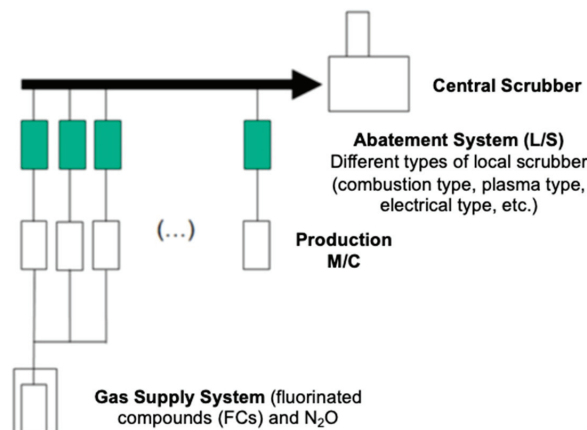 Central Scrubber
Abatement System (L/S)
Different types of local scrubber
(combustion type, plasma type,
electrical type, etc.)
(...)
Production
M/C
Gas Supply System (fluorinated
compounds (FCs) and N₂O